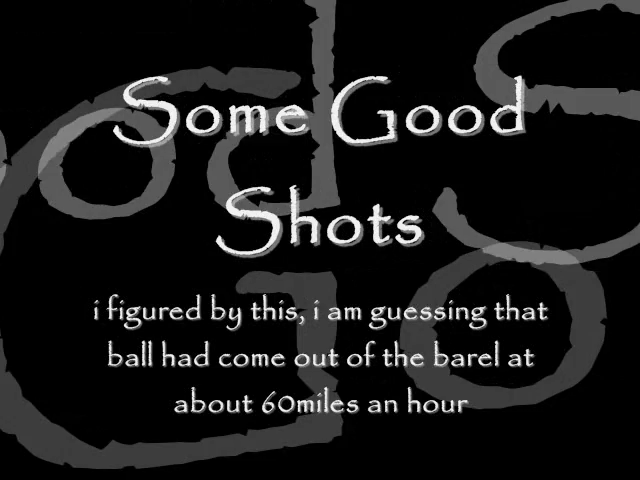 Some Good
Shots
i figured by this, i am guessing that
ball had come out of the barel at
about 60miles an hour